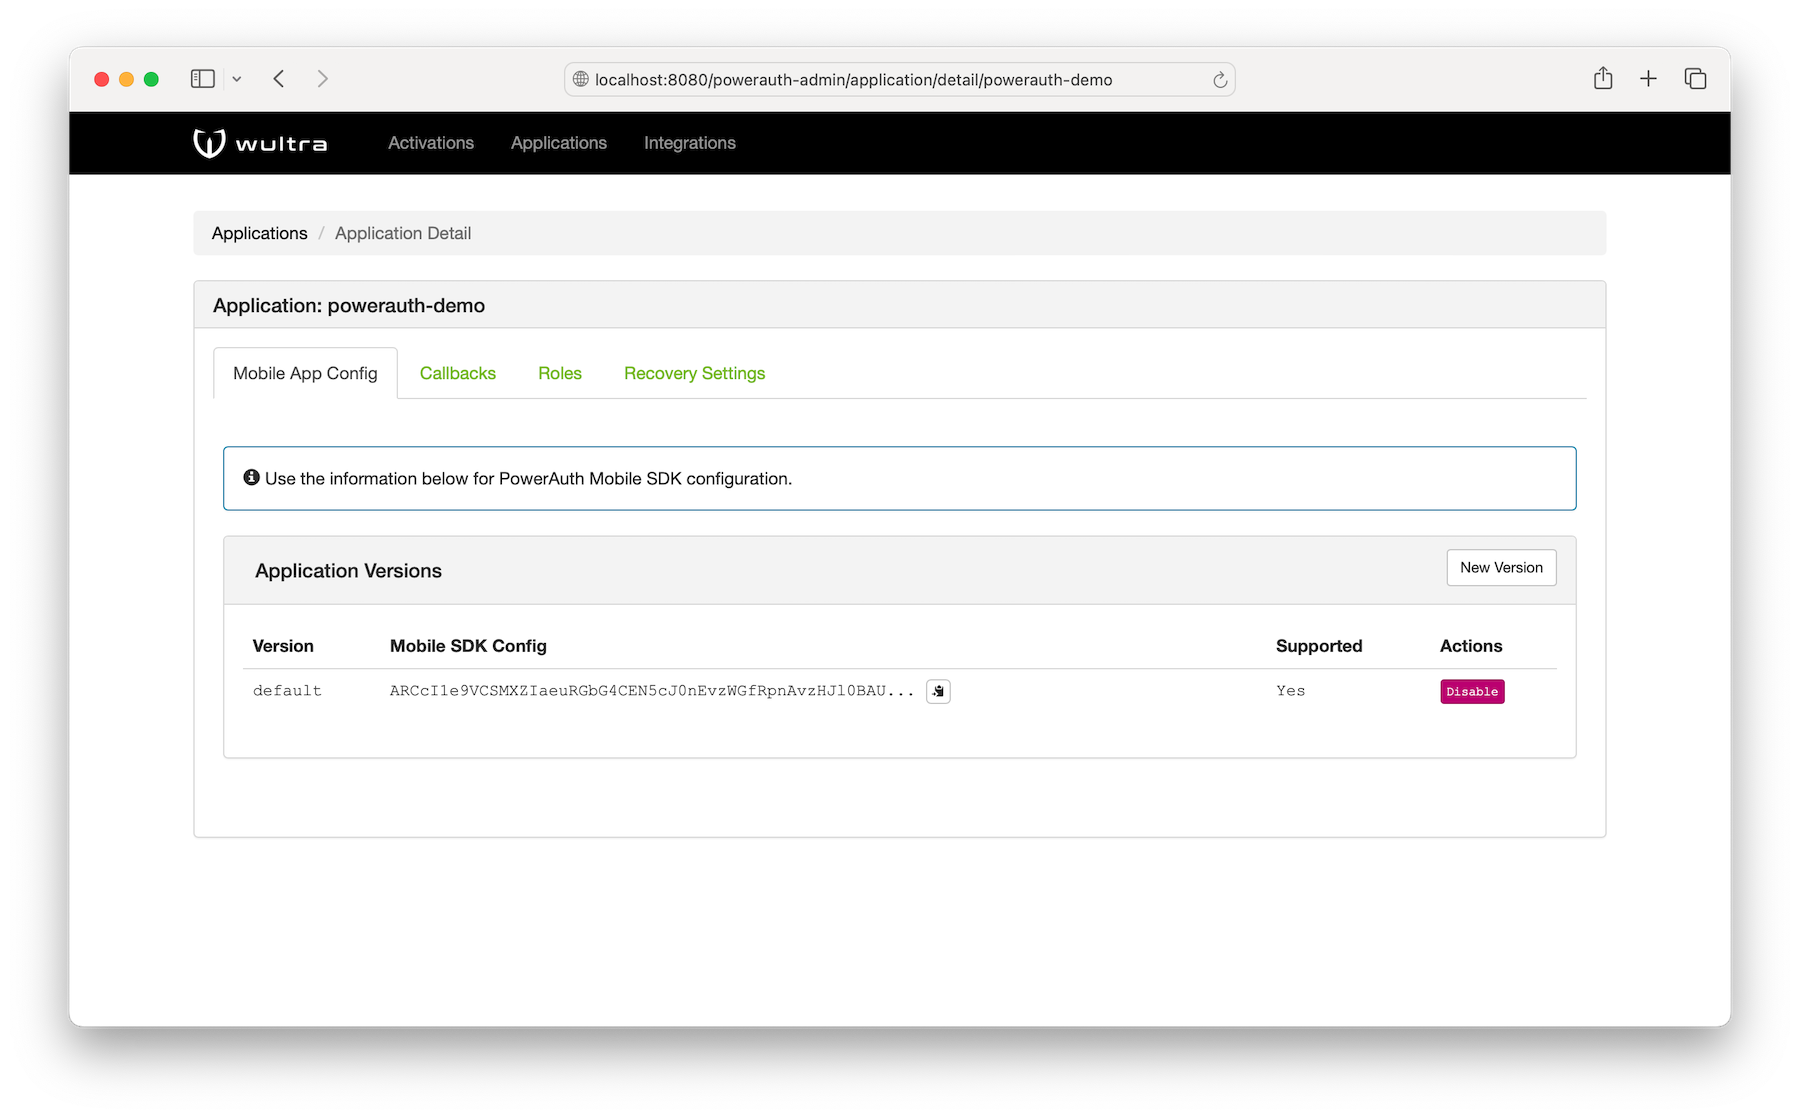 localhost:8080/powerauth-admin/application/detail/powerauth-demo
wultra Activations Applications Integrations
Applications / Application Detail
Application: powerauth-demo
Mobile App Config Callbacks Roles Recovery Settings
Use the information below for PowerAuth Mobile SDK configuration.
Application Versions New Version
Version Mobile SDK Config Supported Actions
default ARCcI1e9VCSMXZIaeuRGbG4CEN5cJ0nEvzWGfRpnAvzHJl0BAU... Yes Disable